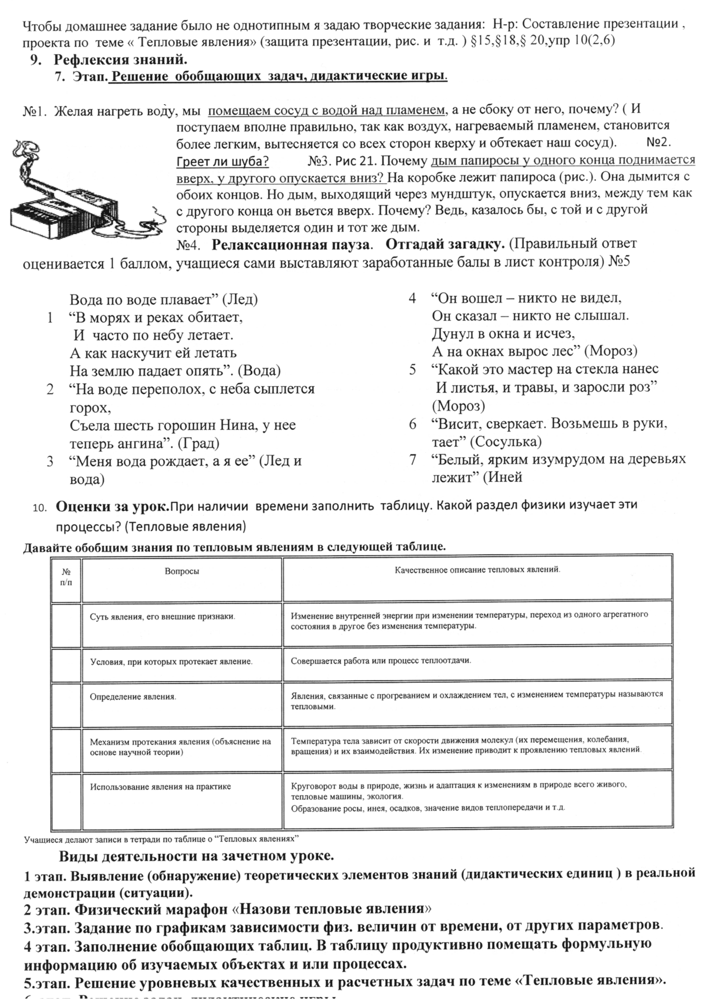 Чтобы домашнее задание было не однотипным я задаю творческие задания: Н-р: Составление презентации ,
проекта по теме « Тепловые явления» (защита презентации, рис. и т.д. ) §15,§18,§ 20,упр 10(2,6)
9. Рефлексия знаний.
7. Этап. Решение обобщающих задач, дидактические игры.
№1. Желая нагреть воду, мы помещаем сосуд с водой над пламенем, а не сбоку от него, почему? ( И
поступаем вполне правильно, так как воздух, нагреваемый пламенем, становится
более легким, вытесняется со всех сторон кверху и обтекает наш сосуд). №2.
Греет ли шуба? №3. Рис 21. Почему дым папиросы у одного конца поднимается
вверх, у другого опускается вниз? На коробке лежит папироса (рис.). Она дымится с
обоих концов. Но дым, выходящий через мундштук, опускается вниз, между тем как
с другого конца он вьется вверх. Почему? Ведь, казалось бы, с той и с другой
стороны выделяется один и тот же дым.
№4. Релаксационная пауза. Отгадай загадку. (Правильный ответ
оценивается 1 баллом, учащиеся сами выставляют заработанные балы в лист контроля) №5
Вода по воде плавает” (Лед)
1 “В морях и реках обитает,
И часто по небу летает.
А как наскучит ей летать
На землю падает опять”. (Вода)
2 “На воде переполох, с неба сыплется
горох,
Съела шесть горошин Нина, у нее
теперь ангина”. (Град)
3 “Меня вода рождает, а я ее” (Лед и
вода)
4 “Он вошел – никто не видел,
Он сказал – никто не слышал.
Дунул в окна и исчез,
А на окнах вырос лес” (Мороз)
5 “Какой это мастер на стекла нанес
И листья, и травы, и заросли роз”
(Мороз)
6 “Висит, сверкает. Возьмешь в руки,
тает” (Сосулька)
7 “Белый, ярким изумрудом на деревьях
лежит” (Иней
10. Оценки за урок.При наличии времени заполнить таблицу. Какой раздел физики изучает эти
процессы? (Тепловые явления)
Давайте обобщим знания по тепловым явлениям в следующей таблице.
№ Вопросы Качественное описание тепловых явлений.
п/п
Суть явления, его внешние признаки. Изменение внутренней энергии при изменении температуры, переход из одного агрегатного
состояния в другое без изменения температуры.
Условия, при которых протекает явление. Совершается работа или процесс теплоотдачи.
Определение явления. Явления, связанные с прогреванием и охлаждением тел, с изменением температуры называются
тепловыми.
Механизм протекания явления (объяснение на Температура тела зависит от скорости движения молекул (их перемещения, колебания,
основе научной теории) вращения) и их взаимодействия. Их изменение приводит к проявлению тепловых явлений.
Использование явления на практике Круговорот воды в природе, жизнь и адаптация к изменениям в природе всего живого,
тепловые машины, экология.
Образование росы, инея, осадков, значение видов теплопередачи и т.д.
Учащиеся делают записи в тетради по таблице о “Тепловых явлениях”
Виды деятельности на зачетном уроке.
1 этап. Выявление (обнаружение) теоретических элементов знаний (дидактических единиц ) в реальной
демонстрации (ситуации).
2 этап. Физический марафон «Назови тепловые явления»
3.этап. Задание по графикам зависимости физ. величин от времени, от других параметров.
4 этап. Заполнение обобщающих таблиц. В таблицу продуктивно помещать формульную
информацию об изучаемых объектах и или процессах.
5.этап. Решение уровневых качественных и расчетных задач по теме «Тепловые явления».